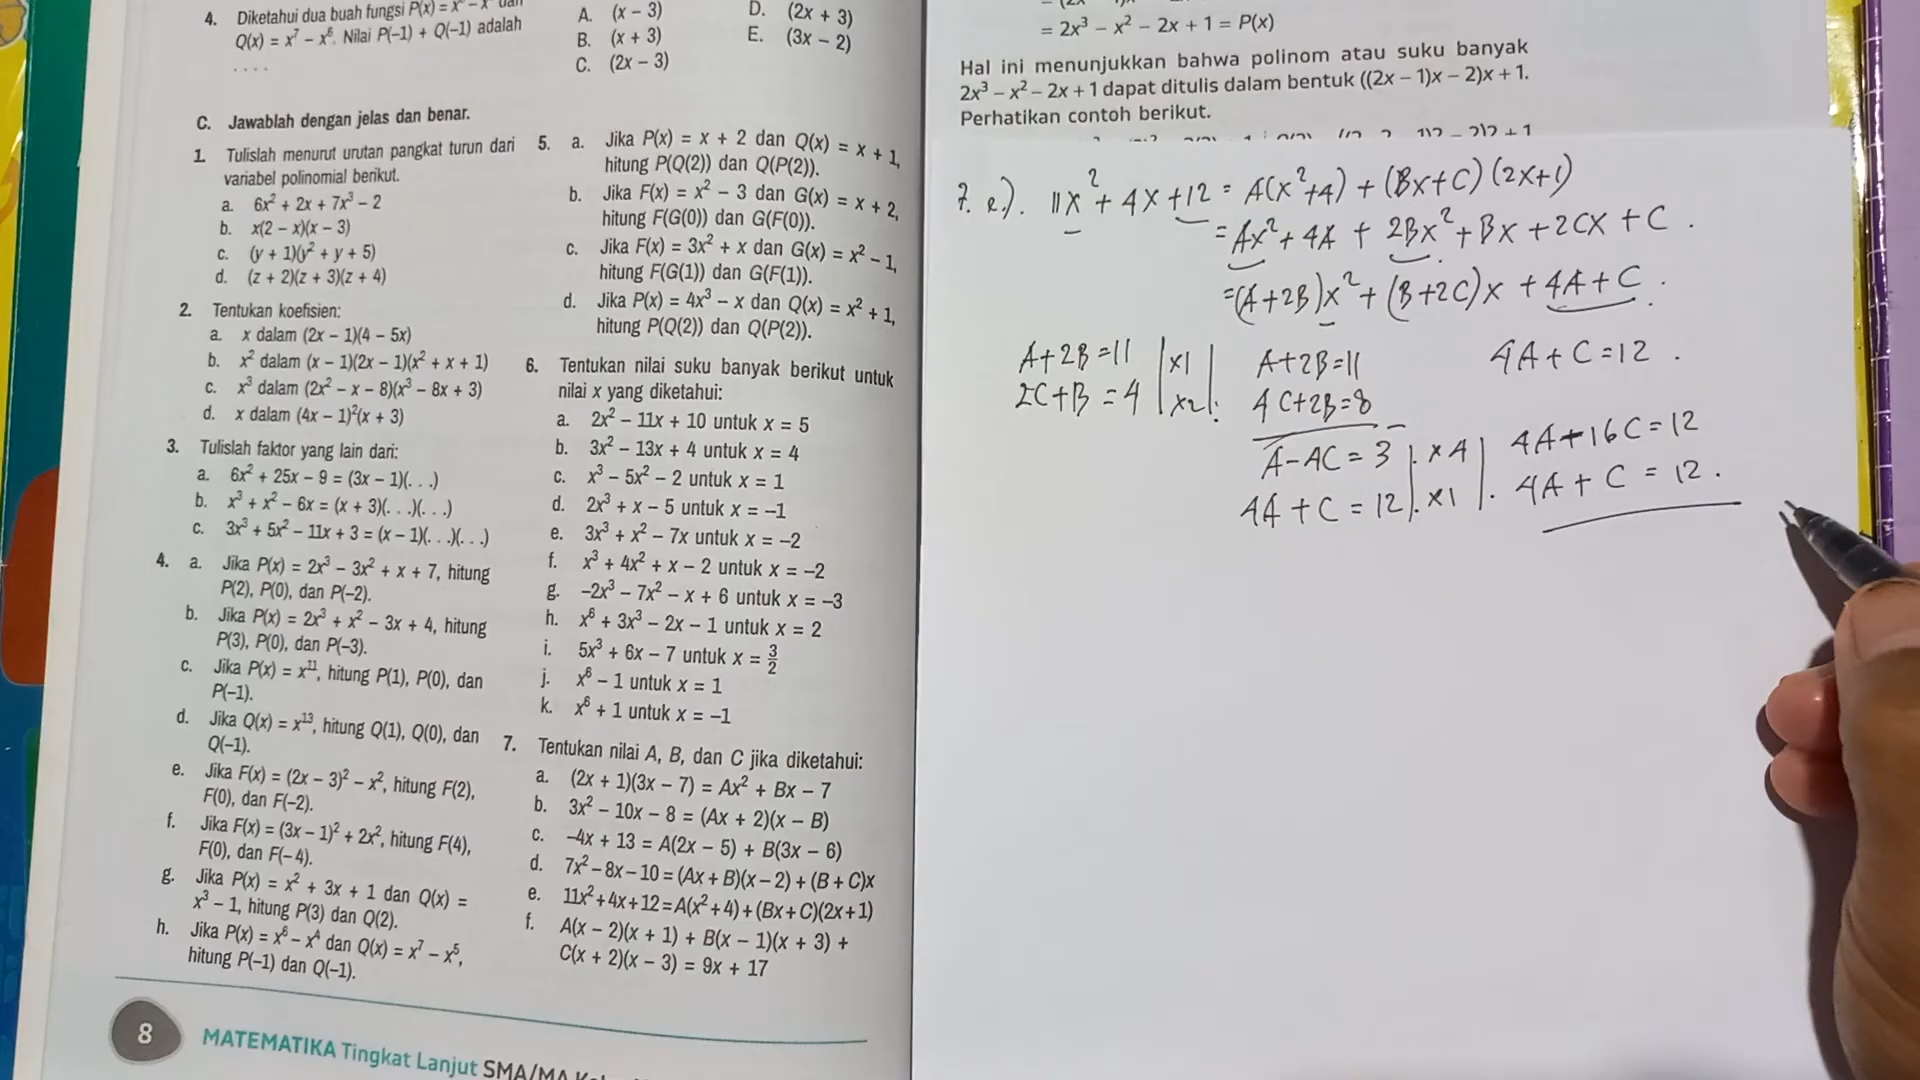 4. Diketahui dua buah fungsi P(x) =
Q(x) = x⁷ – x⁶. Nilai P(–1) + Q(–1) adalah
. . . .
A. (x – 3)
B. (x + 3)
C. (2x – 3)
D. (2x + 3)
E. (3x – 2)
C. Jawablah dengan jelas dan benar.
1. Tulislah menurut urutan pangkat turun dari
variabel polinomial berikut.
a. 6x² + 2x + 7x³ – 2
b. x(2 – x)(x – 3)
c. (y + 1)(y² + y + 5)
d. (z + 2)(z + 3)(z + 4)
2. Tentukan koefisien:
a. x dalam (2x – 1)(4 – 5x)
b. x² dalam (x – 1)(2x – 1)(x² + x + 1)
c. x³ dalam (2x² – x – 8)(x³ – 8x + 3)
d. x dalam (4x – 1)²(x + 3)
3. Tulislah faktor yang lain dari:
a. 6x² + 25x – 9 = (3x – 1)(. . .)
b. x³ + x² – 6x = (x + 3)(. . .)(. . .)
c. 3x³ + 5x² – 11x + 3 = (x – 1)(. . .)(. . .)
4. a. Jika P(x) = 2x³ – 3x² + x + 7, hitung
P(2), P(0), dan P(–2).
b. Jika P(x) = 2x³ + x² – 3x + 4, hitung
P(3), P(0), dan P(–3).
c. Jika P(x) = x¹¹, hitung P(1), P(0), dan
P(–1).
d. Jika Q(x) = x¹³, hitung Q(1), Q(0), dan
Q(–1).
e. Jika F(x) = (2x – 3)² – x², hitung F(2),
F(0), dan F(–2).
f. Jika F(x) = (3x – 1)² + 2x², hitung F(4),
F(0), dan F(–4).
g. Jika P(x) = x² + 3x + 1 dan Q(x) =
x³ – 1, hitung P(3) dan Q(2).
h. Jika P(x) = x⁶ – x⁴ dan Q(x) = x⁷ – x⁵,
hitung P(–1) dan Q(–1).
5. a. Jika P(x) = x + 2 dan Q(x) = x + 1,
hitung P(Q(2)) dan Q(P(2)).
b. Jika F(x) = x² – 3 dan G(x) = x + 2,
hitung F(G(0)) dan G(F(0)).
c. Jika F(x) = 3x² + x dan G(x) = x² – 1,
hitung F(G(1)) dan G(F(1)).
d. Jika P(x) = 4x³ – x dan Q(x) = x² + 1,
hitung P(Q(2)) dan Q(P(2)).
6. Tentukan nilai suku banyak berikut untuk
nilai x yang diketahui:
a. 2x² – 11x + 10 untuk x = 5
b. 3x² – 13x + 4 untuk x = 4
c. x³ – 5x² – 2 untuk x = 1
d. 2x³ + x – 5 untuk x = –1
e. 3x³ + x² – 7x untuk x = –2
f. x³ + 4x² + x – 2 untuk x = –2
g. –2x³ – 7x² – x + 6 untuk x = –3
h. x⁶ + 3x³ – 2x – 1 untuk x = 2
i. 5x³ + 6x – 7 untuk x = 3/2
j. x⁶ – 1 untuk x = 1
k. x⁶ + 1 untuk x = –1
7. Tentukan nilai A, B, dan C jika diketahui:
a. (2x + 1)(3x – 7) = Ax² + Bx – 7
b. 3x² – 10x – 8 = (Ax + 2)(x – B)
c. –4x + 13 = A(2x – 5) + B(3x – 6)
d. 7x² – 8x – 10 = (Ax + B)(x – 2) + (B + C)x
e. 11x² + 4x + 12 = A(x² + 4) + (Bx + C)(2x + 1)
f. A(x – 2)(x + 1) + B(x – 1)(x + 3) +
C(x + 2)(x – 3) = 9x + 17
8 MATEMATIKA Tingkat Lanjut SMA/MA
= 2x³ – x² – 2x + 1 = P(x)
Hal ini menunjukkan bahwa polinom atau suku banyak
2x³ – x² – 2x + 1 dapat ditulis dalam bentuk ((2x – 1)x – 2)x + 1.
Perhatikan contoh berikut.
7. e.). 11x² + 4x + 12 = A(x²+4) + (Bx+C)(2x+1)
= Ax² + 4A + 2Bx² + Bx + 2Cx + C .
= (A+2B)x² + (B+2C)x + 4A + C .
A+2B = 11 | x1 | A+2B = 11 4A + C = 12 .
2C+B = 4 | x2 |. 4C+2B = 8
A-4C = 3 |. x4 | 4A - 16C = 12
4A + C = 12 |. x1 |. 4A + C = 12 .